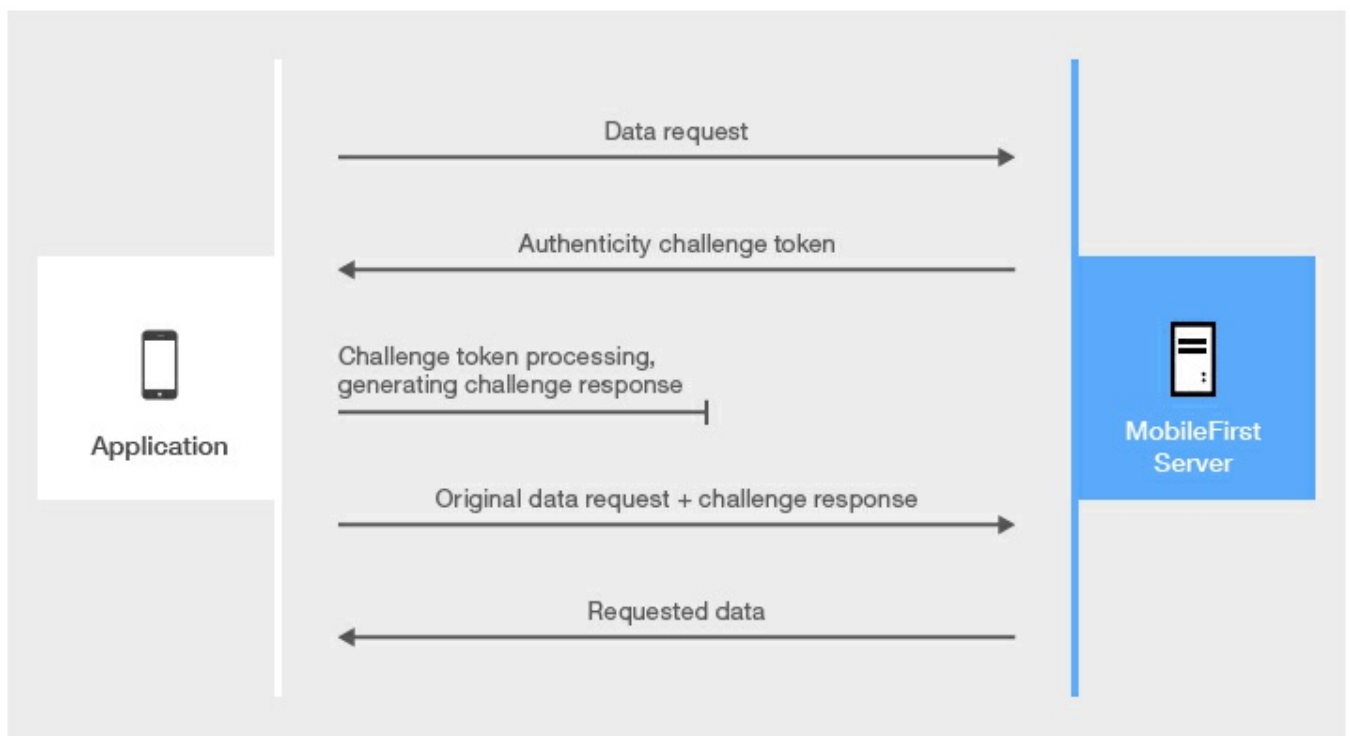 Data request
Authenticity challenge token
Challenge token processing,
generating challenge response
Application
MobileFirst
Server
Original data request + challenge response
Requested data